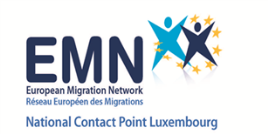 EMN
European Migration Network
Réseau Européen des Migrations
National Contact Point Luxembourg